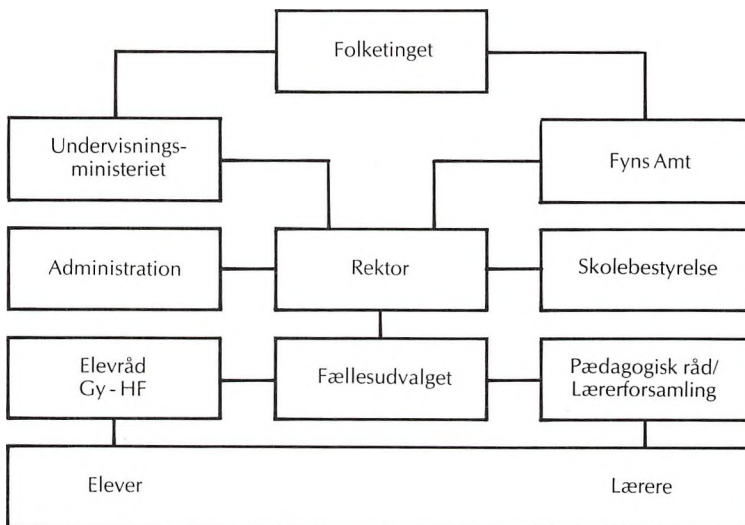 Folketinget
Undervisnings-
ministeriet
Fyns Amt
Administration
Rektor
Skolebestyrelse
Elevråd
Gy - HF
Fællesudvalget
Pædagogisk råd/
Lærerforsamling
Elever
Lærere